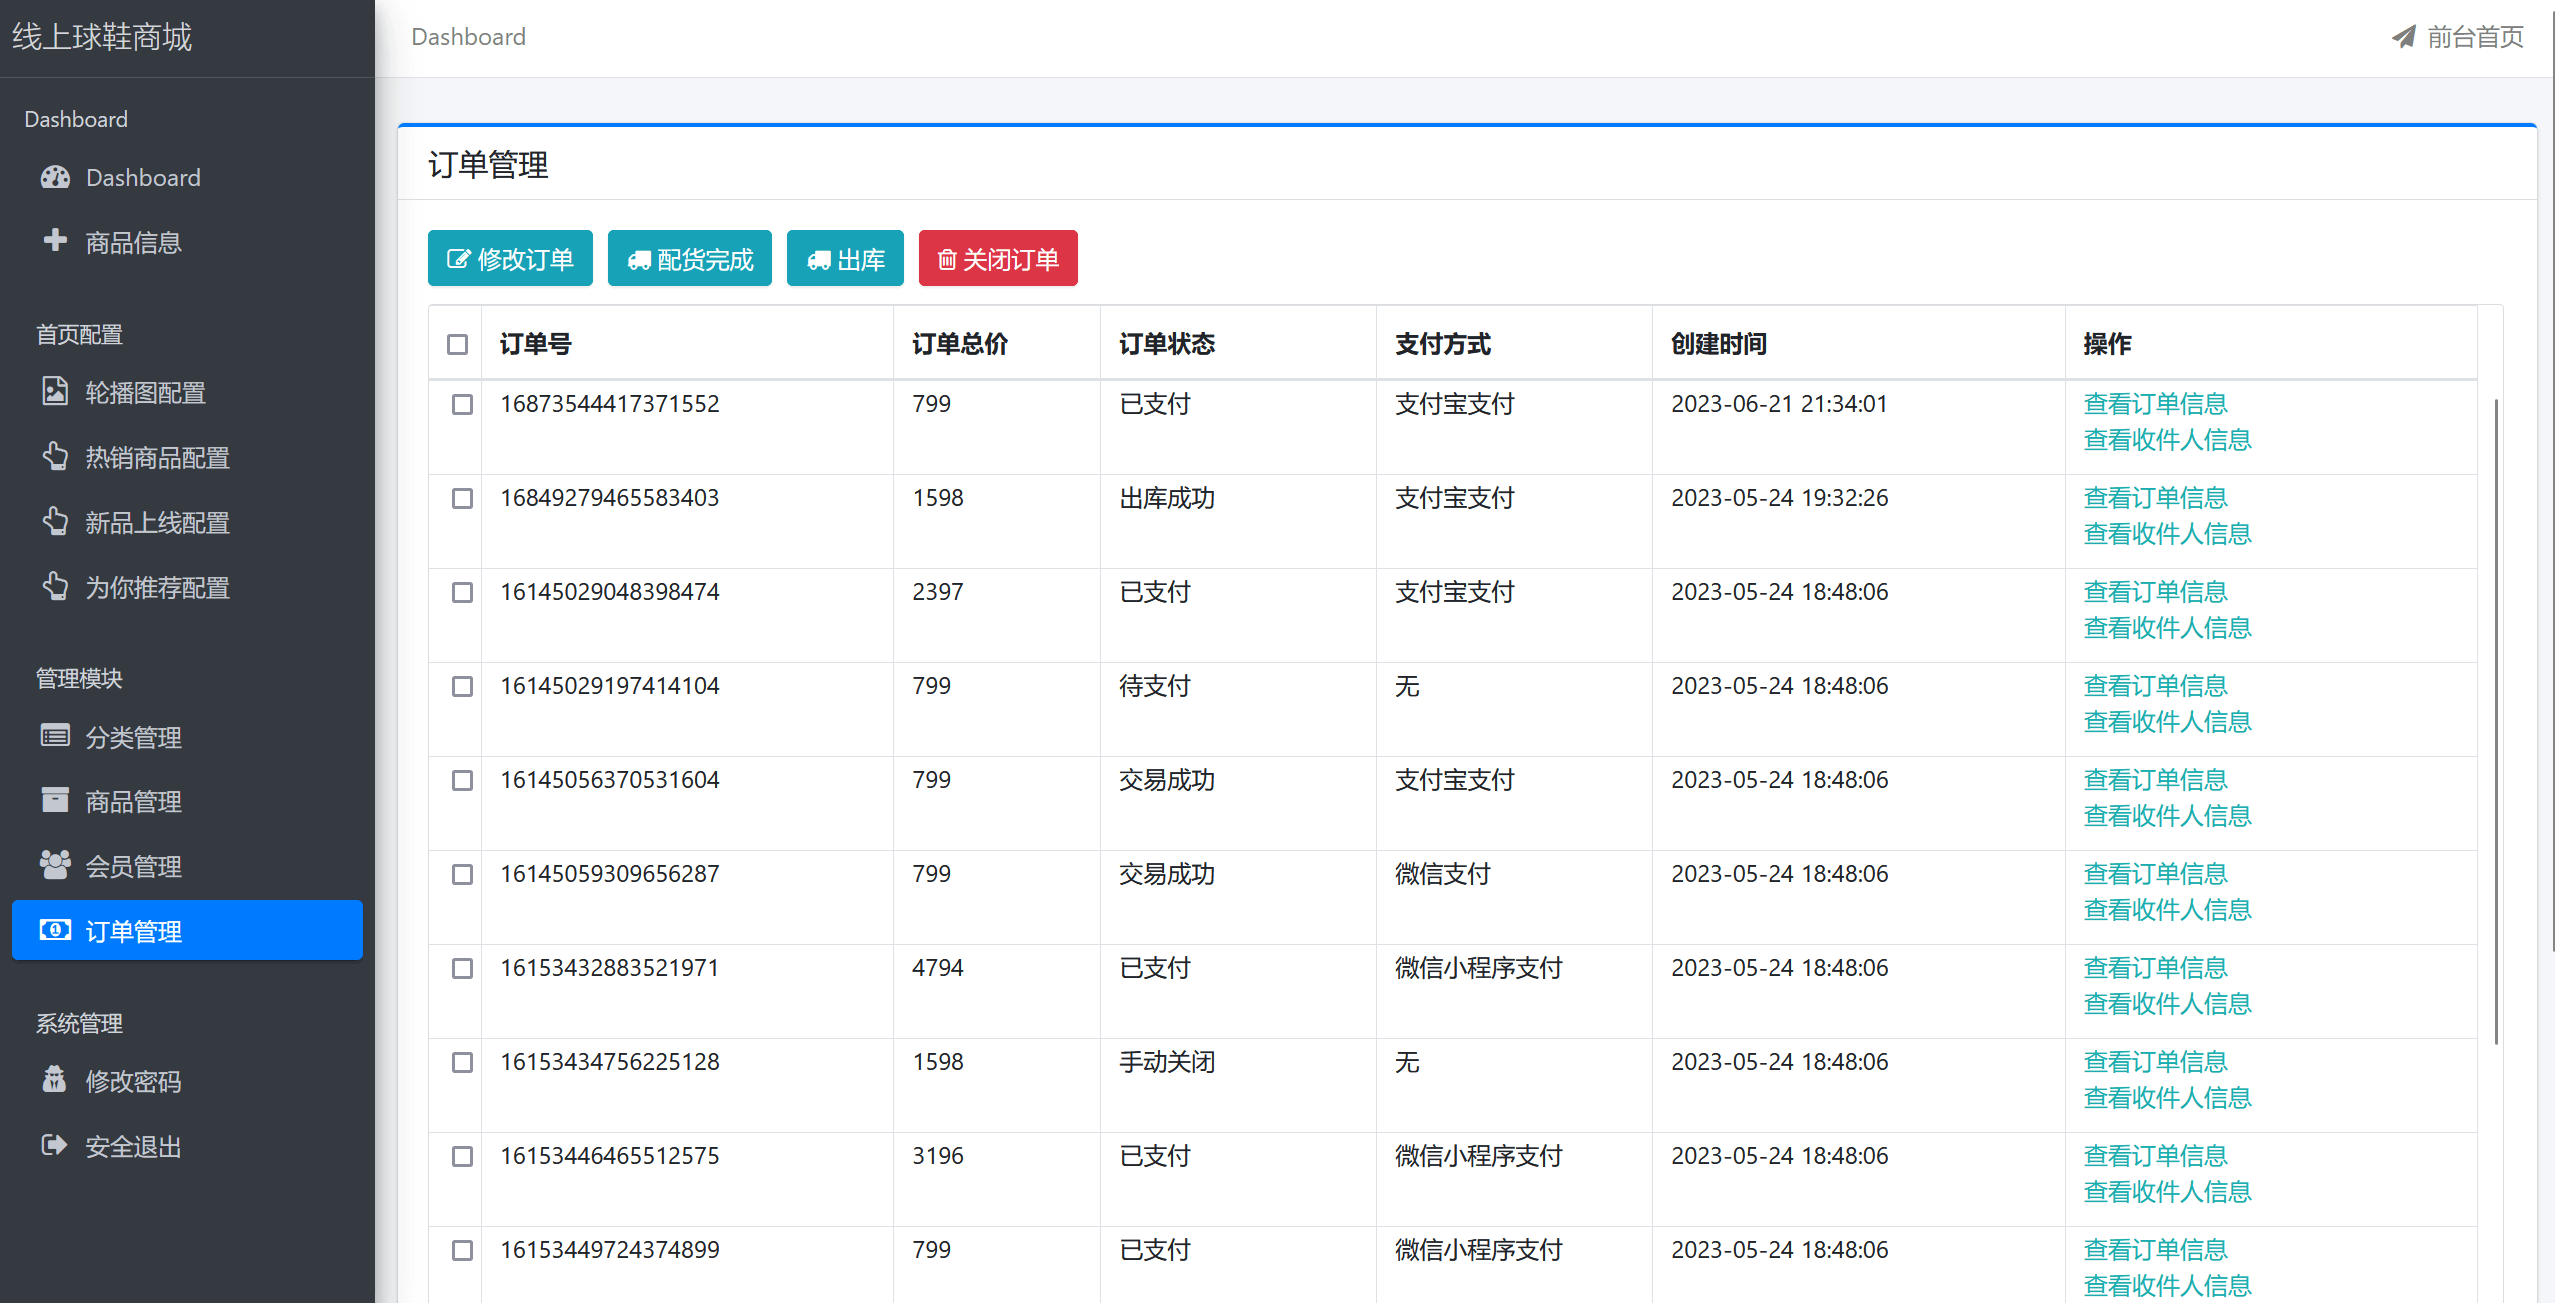 线上球鞋商城
Dashboard
前台首页
Dashboard
Dashboard
商品信息
首页配置
轮播图配置
热销商品配置
新品上线配置
为你推荐配置
管理模块
分类管理
商品管理
会员管理
订单管理
系统管理
修改密码
安全退出
订单管理
修改订单 配货完成 出库 关闭订单
订单号 订单总价 订单状态 支付方式 创建时间 操作
16873544417371552 799 已支付 支付宝支付 2023-06-21 21:34:01 查看订单信息
查看收件人信息
16849279465583403 1598 出库成功 支付宝支付 2023-05-24 19:32:26 查看订单信息
查看收件人信息
16145029048398474 2397 已支付 支付宝支付 2023-05-24 18:48:06 查看订单信息
查看收件人信息
16145029197414104 799 待支付 无 2023-05-24 18:48:06 查看订单信息
查看收件人信息
16145056370531604 799 交易成功 支付宝支付 2023-05-24 18:48:06 查看订单信息
查看收件人信息
16145059309656287 799 交易成功 微信支付 2023-05-24 18:48:06 查看订单信息
查看收件人信息
16153432883521971 4794 已支付 微信小程序支付 2023-05-24 18:48:06 查看订单信息
查看收件人信息
16153434756225128 1598 手动关闭 无 2023-05-24 18:48:06 查看订单信息
查看收件人信息
16153446465512575 3196 已支付 微信小程序支付 2023-05-24 18:48:06 查看订单信息
查看收件人信息
16153449724374899 799 已支付 微信小程序支付 2023-05-24 18:48:06 查看订单信息
查看收件人信息